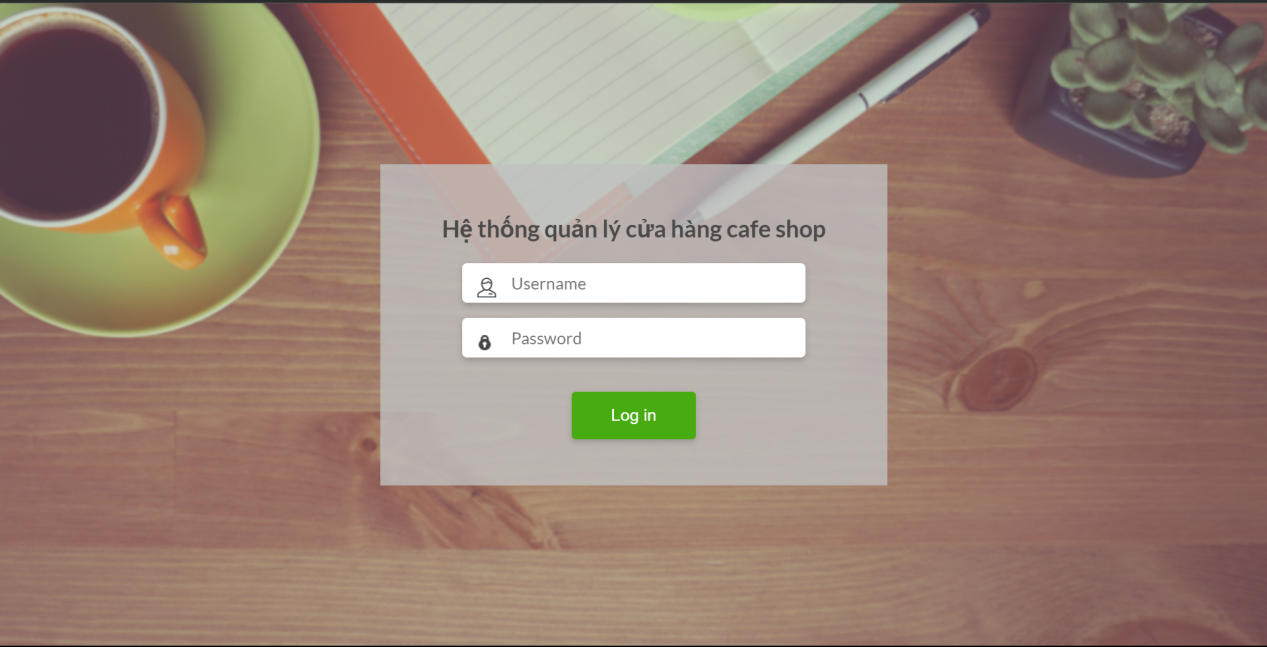 Hệ thống quản lý cửa hàng cafe shop
Username
Password
Log in